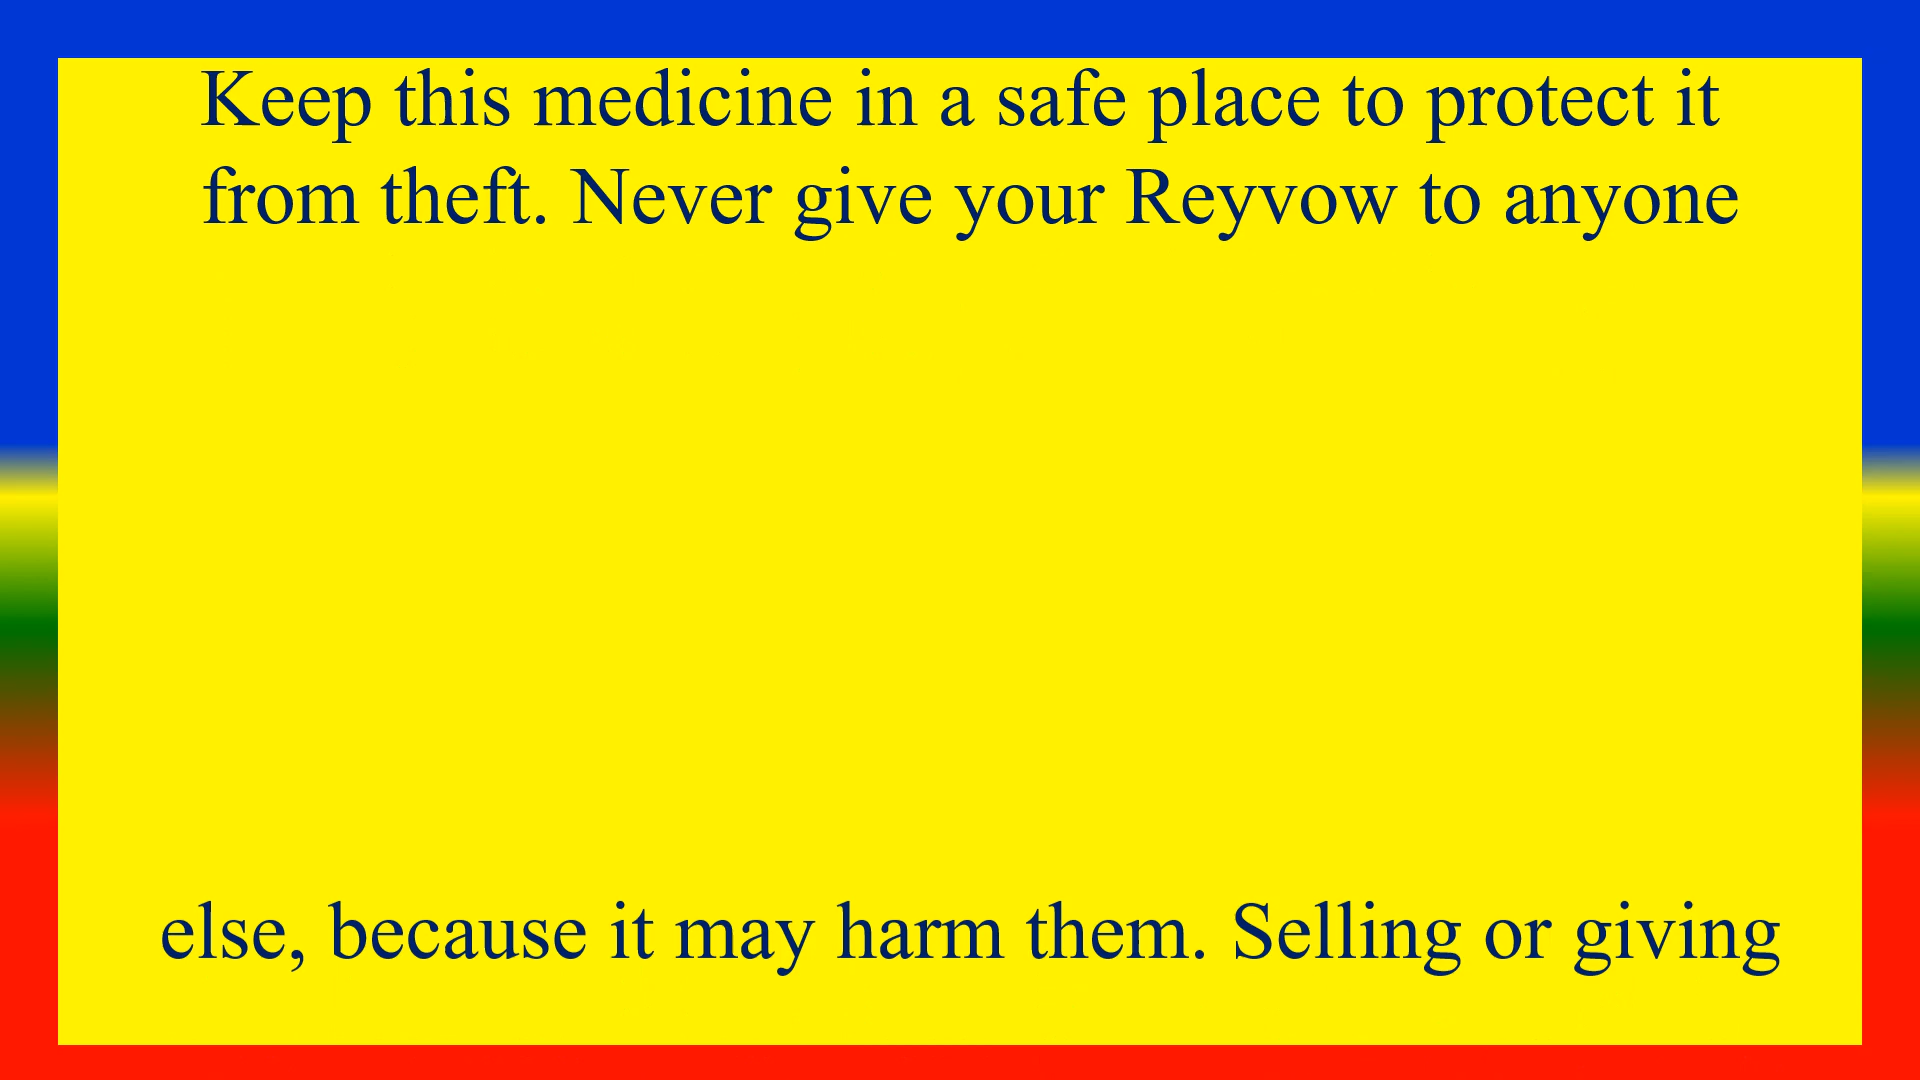 Keep this medicine in a safe place to protect it
from theft. Never give your Reyvow to anyone
else, because it may harm them. Selling or giving